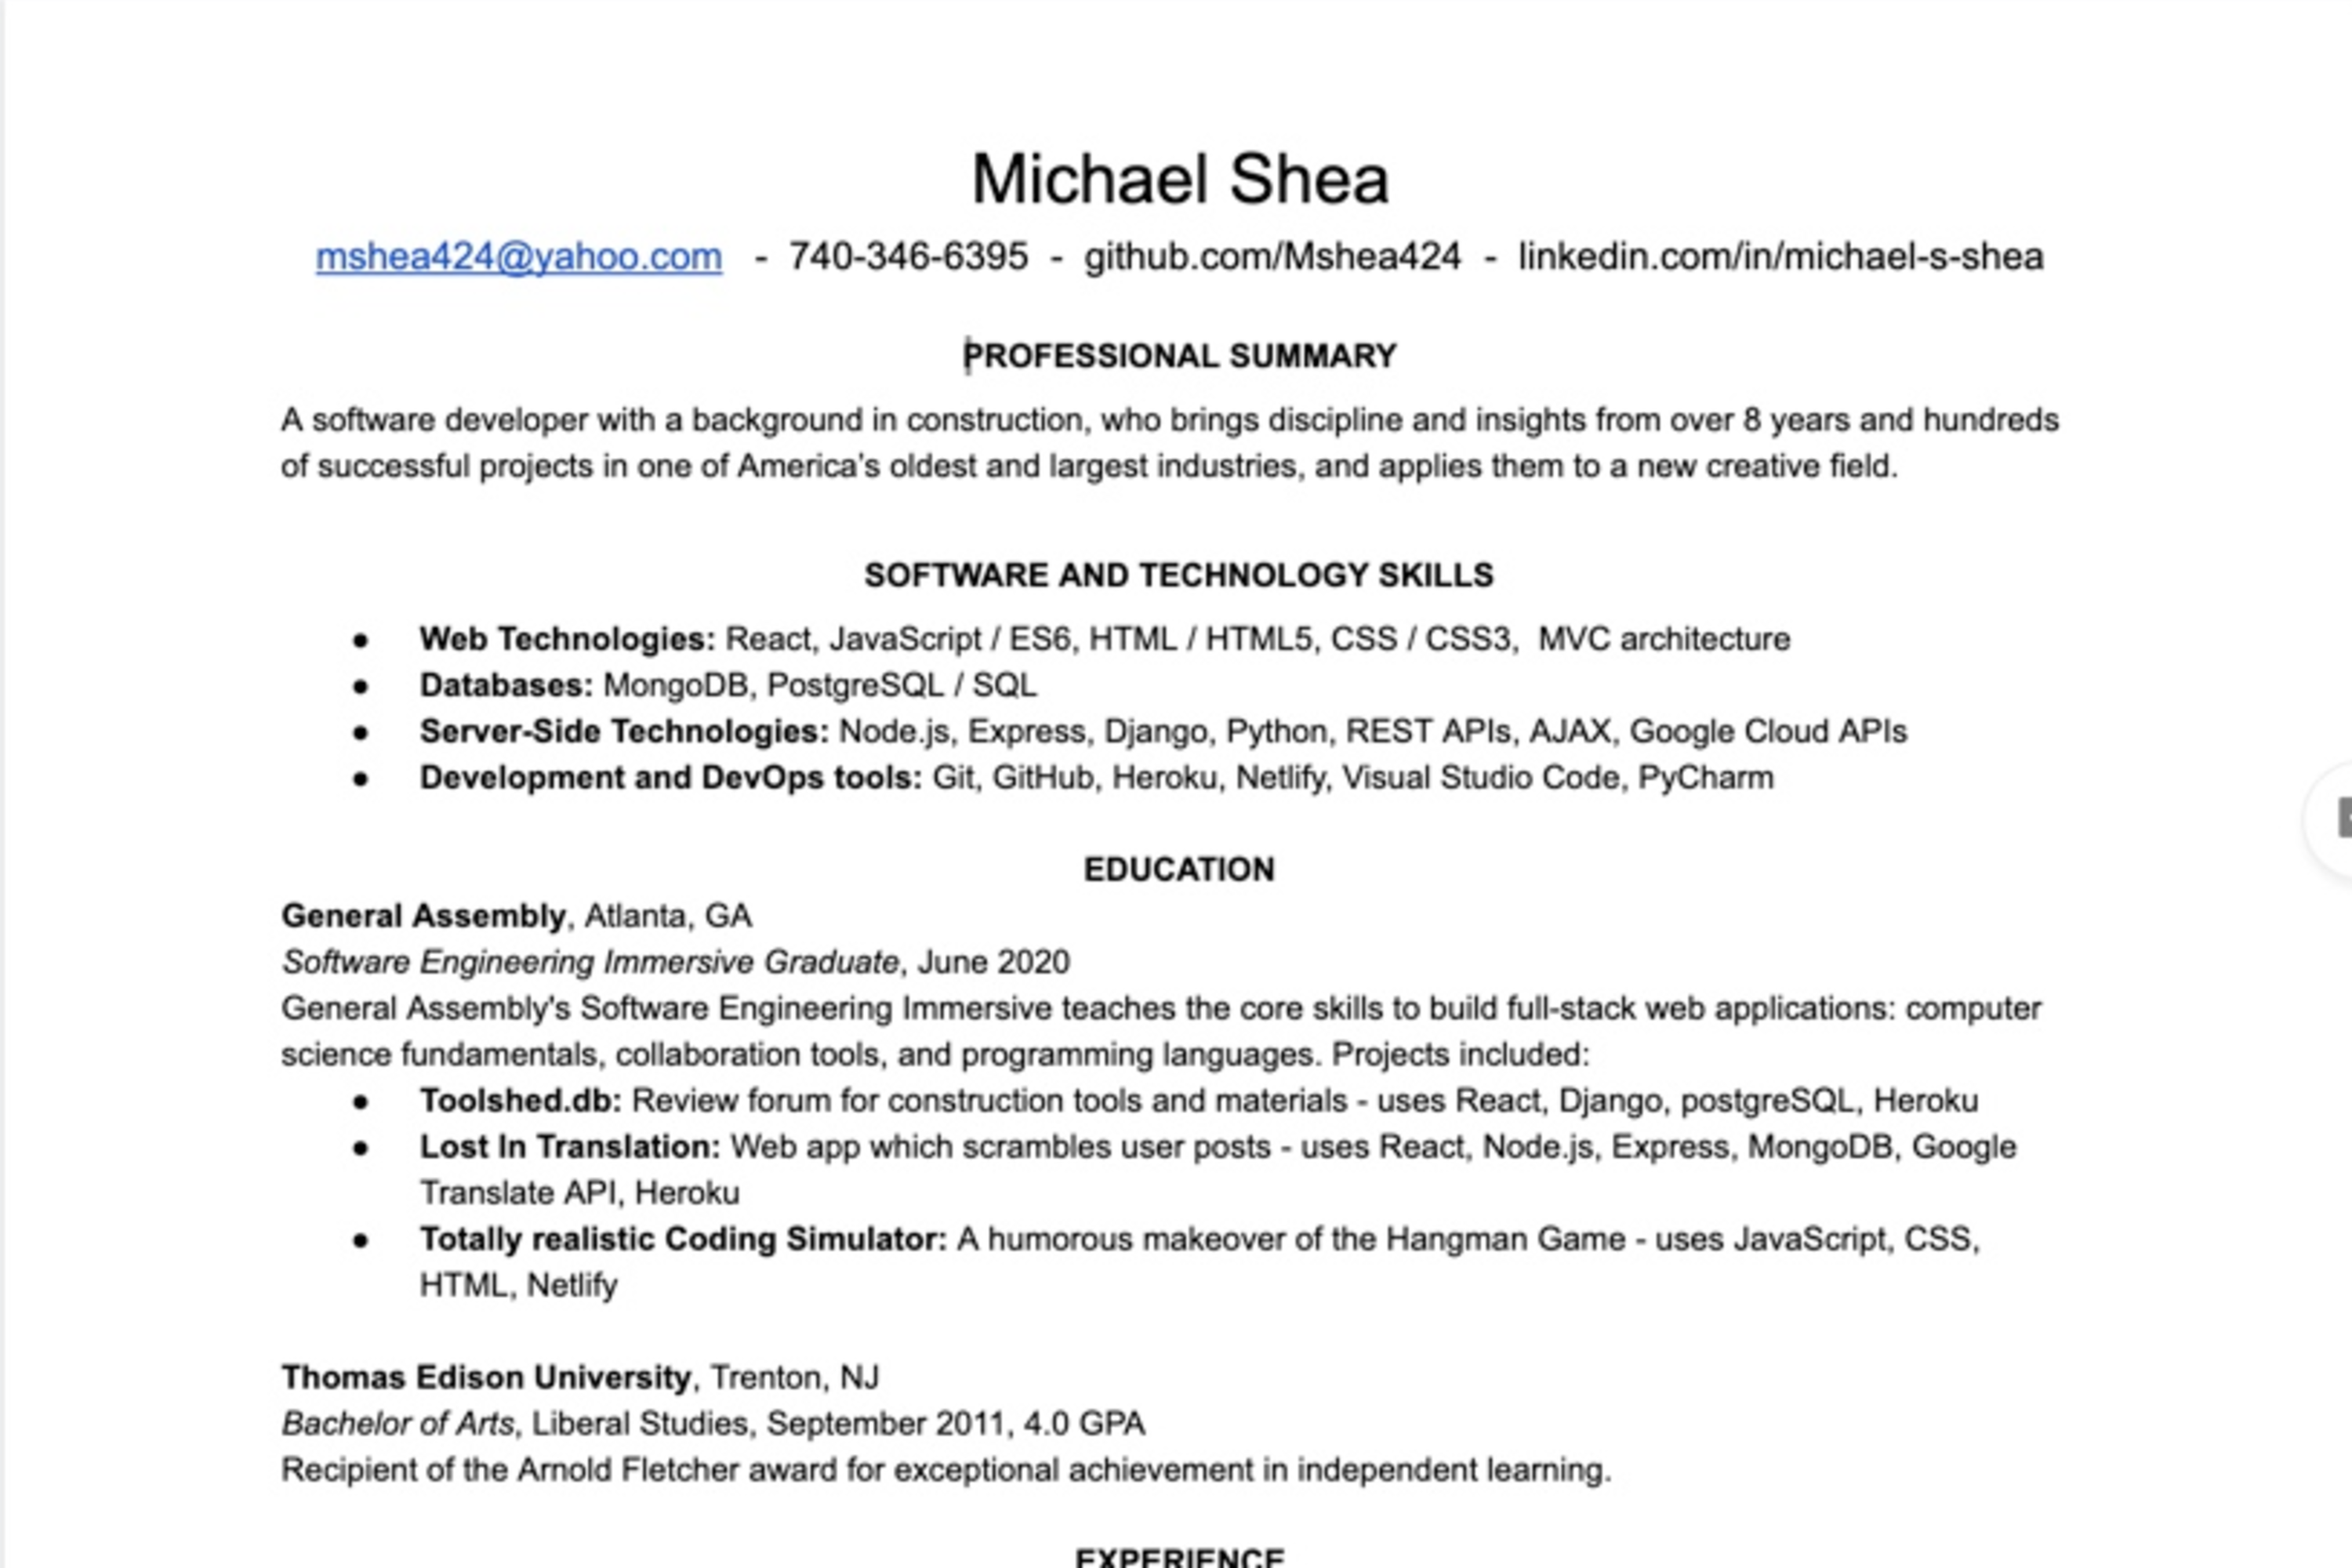 Michael Shea
mshea424@yahoo.com - 740-346-6395 - github.com/Mshea424 - linkedin.com/in/michael-s-shea
PROFESSIONAL SUMMARY
A software developer with a background in construction, who brings discipline and insights from over 8 years and hundreds
of successful projects in one of America's oldest and largest industries, and applies them to a new creative field.
SOFTWARE AND TECHNOLOGY SKILLS
● Web Technologies: React, JavaScript / ES6, HTML / HTML5, CSS / CSS3, MVC architecture
● Databases: MongoDB, PostgreSQL / SQL
● Server-Side Technologies: Node.js, Express, Django, Python, REST APIs, AJAX, Google Cloud APIs
● Development and DevOps tools: Git, GitHub, Heroku, Netlify, Visual Studio Code, PyCharm
EDUCATION
General Assembly, Atlanta, GA
Software Engineering Immersive Graduate, June 2020
General Assembly's Software Engineering Immersive teaches the core skills to build full-stack web applications: computer
science fundamentals, collaboration tools, and programming languages. Projects included:
● Toolshed.db: Review forum for construction tools and materials - uses React, Django, postgreSQL, Heroku
● Lost In Translation: Web app which scrambles user posts - uses React, Node.js, Express, MongoDB, Google
Translate API, Heroku
● Totally realistic Coding Simulator: A humorous makeover of the Hangman Game - uses JavaScript, CSS,
HTML, Netlify
Thomas Edison University, Trenton, NJ
Bachelor of Arts, Liberal Studies, September 2011, 4.0 GPA
Recipient of the Arnold Fletcher award for exceptional achievement in independent learning.
EXPERIENCE